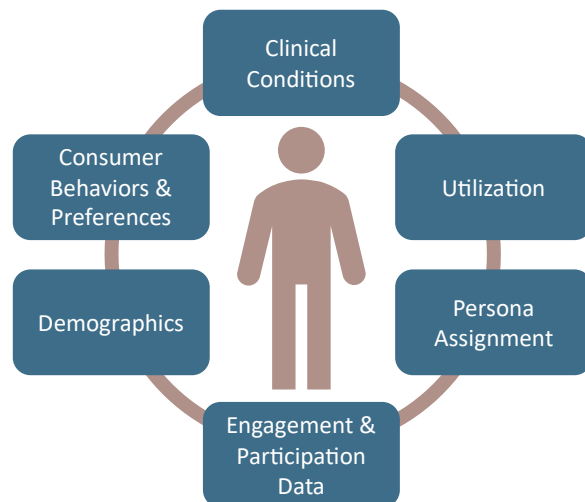 Clinical
Conditions
Utilization
Persona
Assignment
Engagement &
Participation
Data
Demographics
Consumer
Behaviors &
Preferences